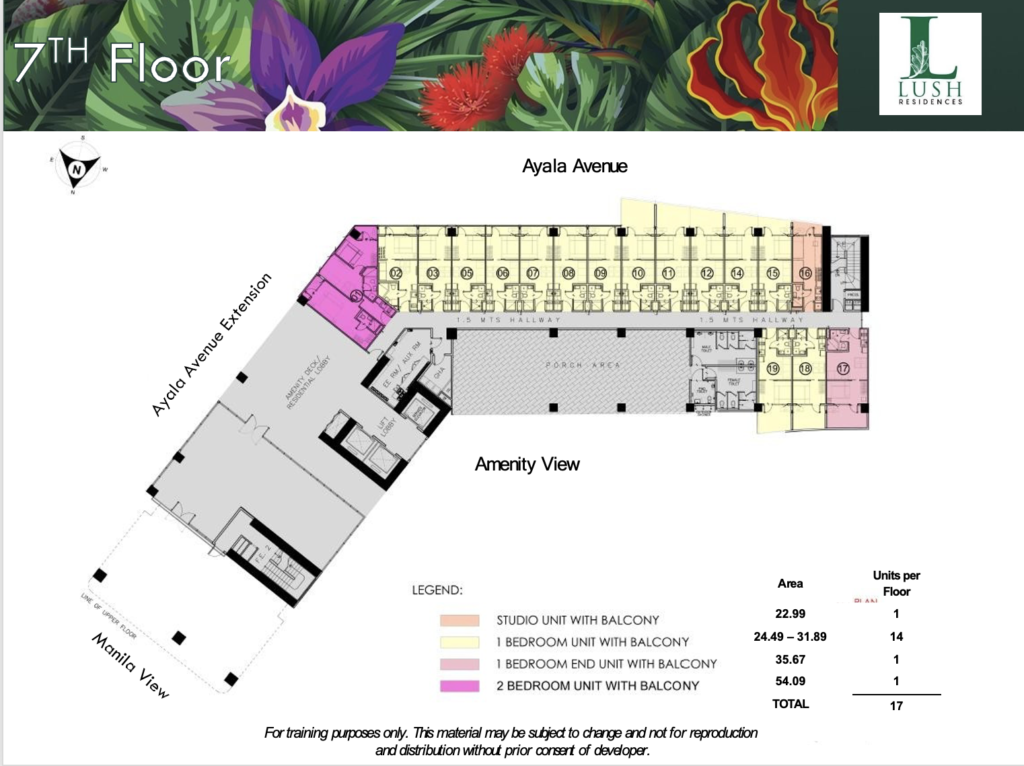 7TH Floor
L
LUSH
RESIDENCES
N
W
N
Ayala Avenue
Ayala Avenue Extension
02 03 05 06 07 08 09 10 11 12 14 15 16
1.5 MTS HALLWAY 1.5 MTS HALLWAY
PORCH AREA
MALE TOILET
FEMALE TOILET
19 18 17
EE RM/ AUX RM
AMENITY DECK/
RESIDENTIAL LOBBY
LIFT
LOBBY
Amenity View
F.E. 2
LINE OF UPPER FLOOR
Manila View
LEGEND:
Area Units per
Floor
STUDIO UNIT WITH BALCONY 22.99 1
1 BEDROOM UNIT WITH BALCONY 24.49 – 31.89 14
1 BEDROOM END UNIT WITH BALCONY 35.67 1
2 BEDROOM UNIT WITH BALCONY 54.09 1
TOTAL 17
For training purposes only. This material may be subject to change and not for reproduction
and distribution without prior consent of developer.